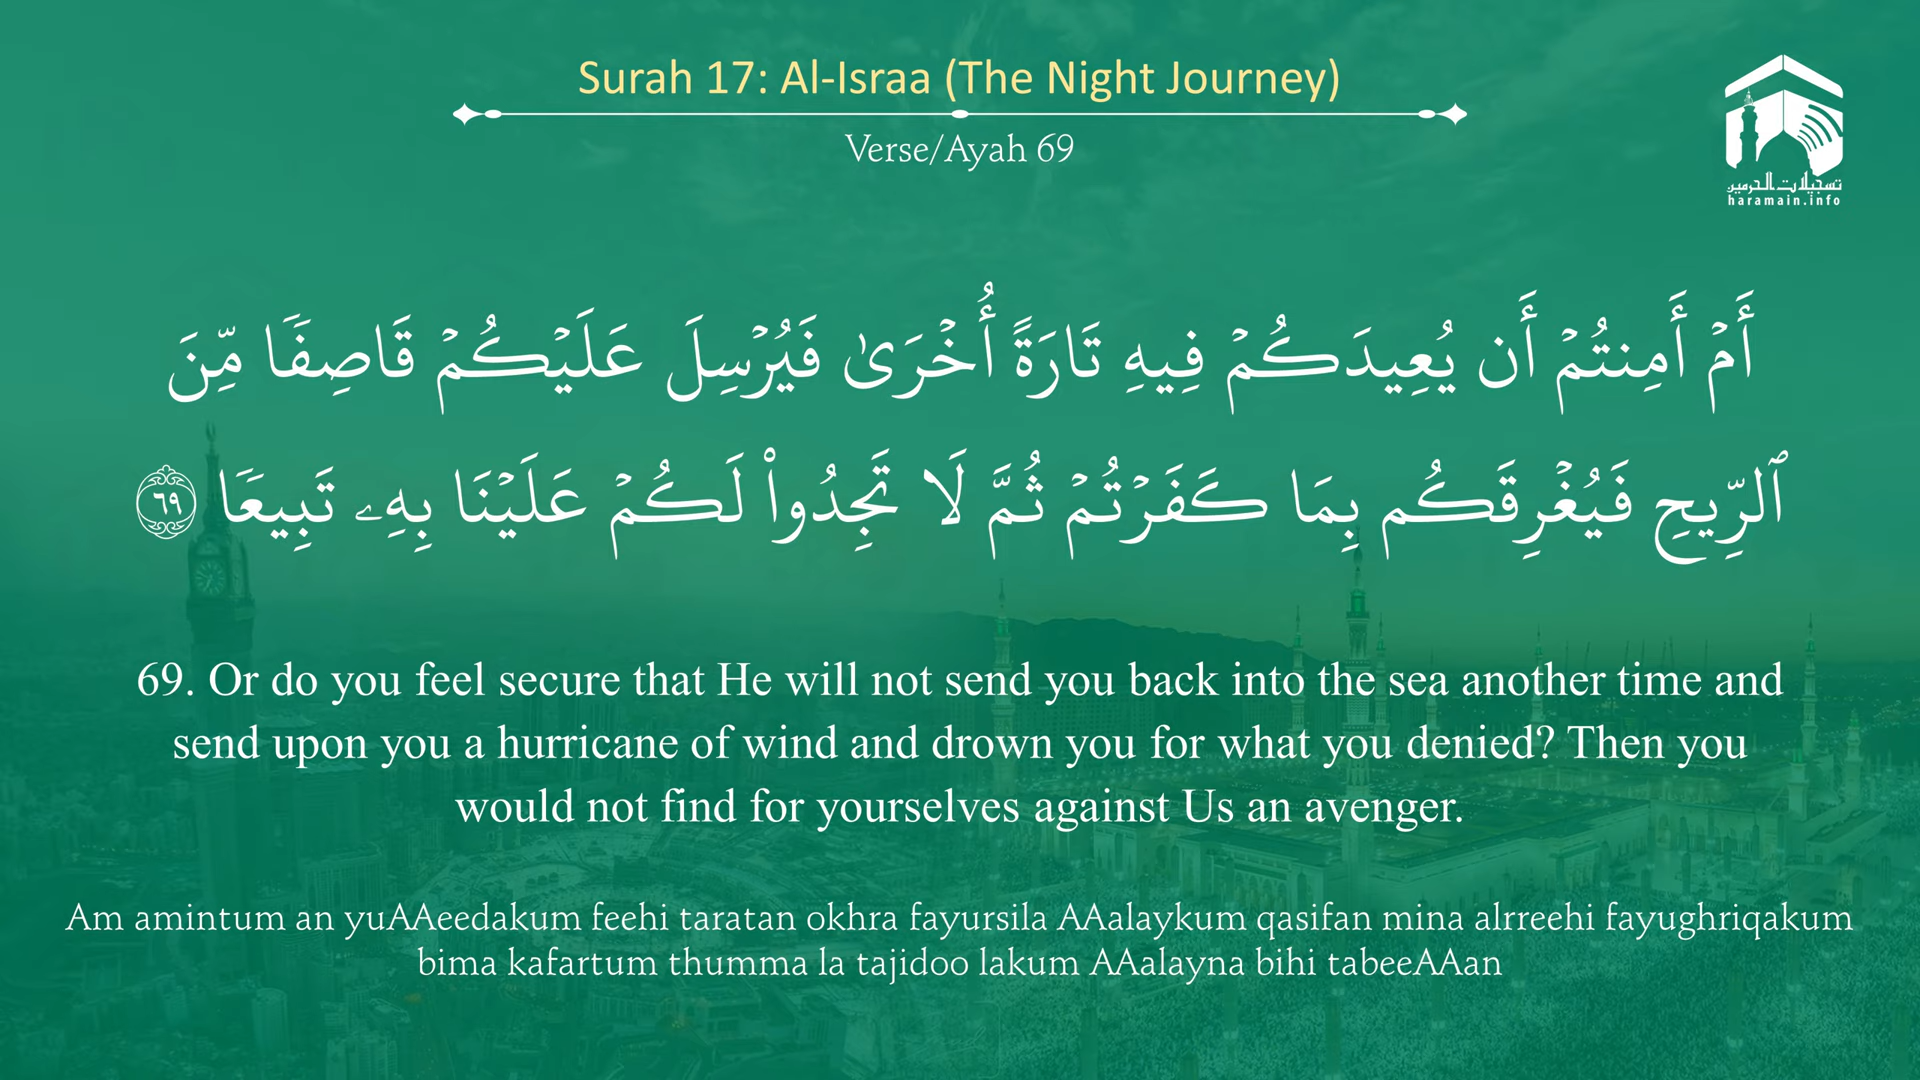 Surah 17: Al-Israa (The Night Journey)
Verse/Ayah 69
تسجيلات الحرمين
haramain.info
أَمْ أَمِنتُمْ أَن يُعِيدَكُمْ فِيهِ تَارَةً أُخْرَىٰ فَيُرْسِلَ عَلَيْكُمْ قَاصِفًا مِّنَ
ٱلرِّيحِ فَيُغْرِقَكُم بِمَا كَفَرْتُمْ ثُمَّ لَا تَجِدُوا۟ لَكُمْ عَلَيْنَا بِهِۦ تَبِيعًا ٦٩
69. Or do you feel secure that He will not send you back into the sea another time and
send upon you a hurricane of wind and drown you for what you denied? Then you
would not find for yourselves against Us an avenger.
Am amintum an yuAAeedakum feehi taratan okhra fayursila AAalaykum qasifan mina alrreehi fayughriqakum
bima kafartum thumma la tajidoo lakum AAalayna bihi tabeeAAan